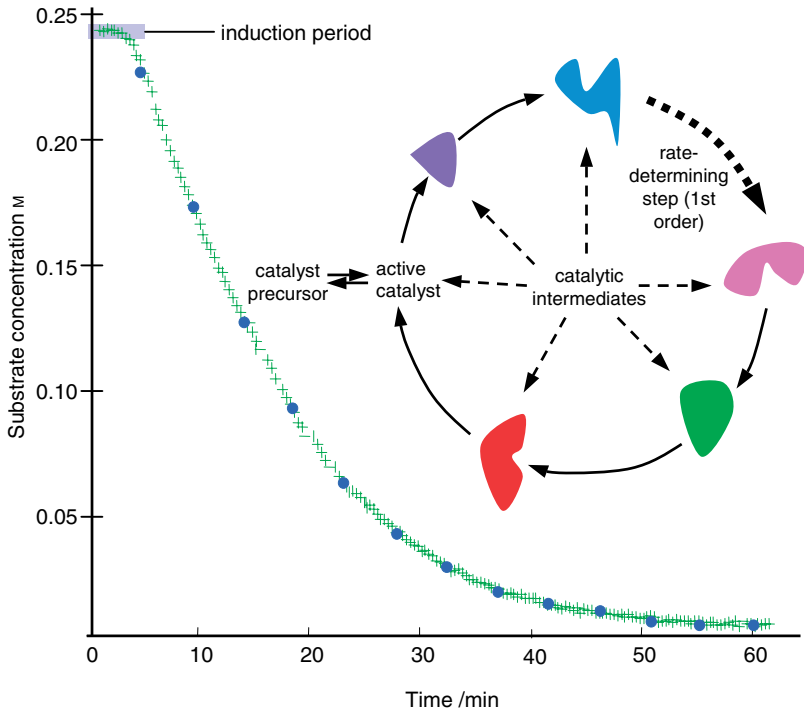 Substrate concentration M
0.25
0.20
0.15
0.10
0.05
induction period
rate-
determining
step (1st
order)
catalyst
precursor
active
catalyst
catalytic
intermediates
0
10
20
30
40
50
60
Time /min